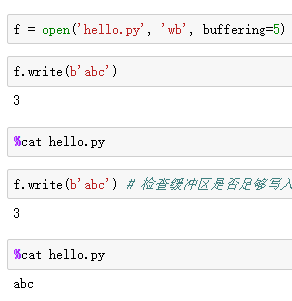 f = open('hello.py', 'wb', buffering=5)
f.write(b'abc')
3
%cat hello.py
f.write(b'abc') # 检查缓冲区是否足够写入
3
%cat hello.py
abc